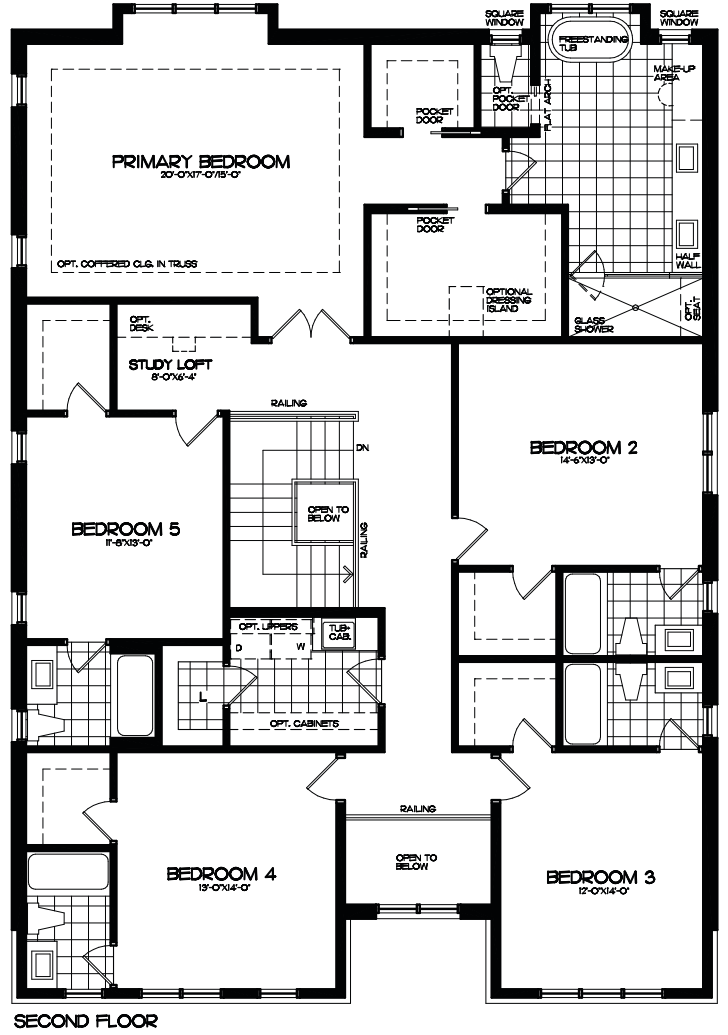 SQUARE
WINDOW
SQUARE
WINDOW
FREESTANDING
TUB
MAKE-UP
AREA
OPT.
POCKET
DOOR
FLAT ARCH
POCKET
DOOR
PRIMARY BEDROOM
20'-0"X17'-0"/15'-0"
POCKET
DOOR
HALF
WALL
OPT. COFFERED CLG. IN TRUSS
OPTIONAL
DRESSING
ISLAND
GLASS
SHOWER
OPT.
SEAT
OPT.
DESK
STUDY LOFT
8'-0"X6'-4"
RAILING
DN
BEDROOM 2
14'-6"X13'-0"
OPEN TO
BELOW
RAILING
BEDROOM 5
11'-8"X13'-0"
OPT. UPPERS
TUB+
CAB.
D
W
L
OPT. CABINETS
RAILING
OPEN TO
BELOW
BEDROOM 4
13'-0"X14'-0"
BEDROOM 3
12'-0"X14'-0"
SECOND FLOOR